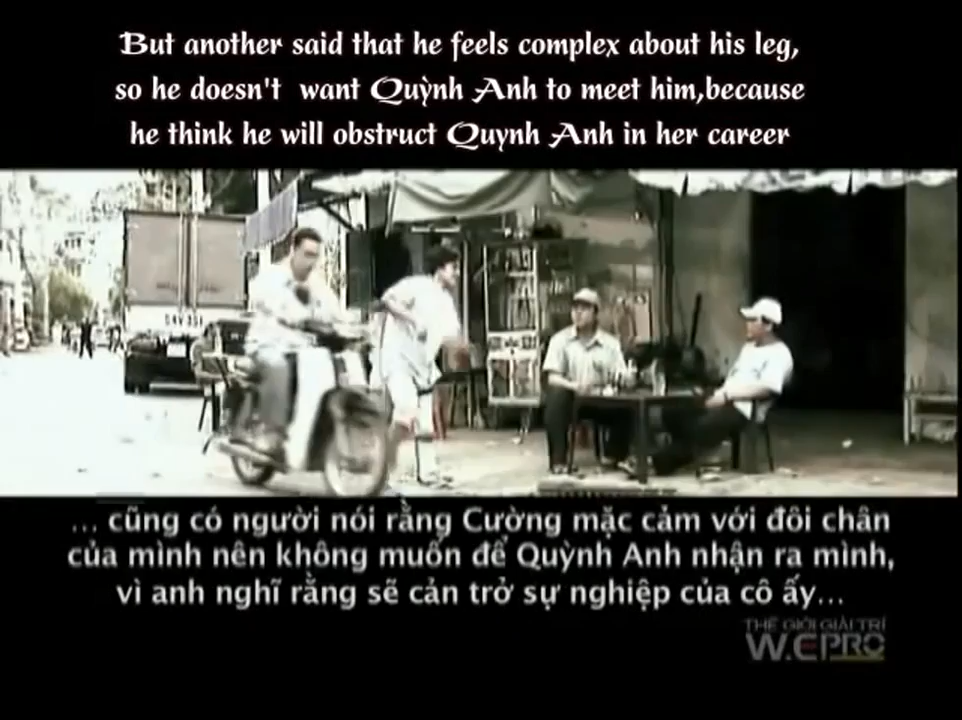 But another said that he feels complex about his leg,
so he doesn't want Quỳnh Anh to meet him,because
he think he will obstruct Quynh Anh in her career
... cũng có người nói rằng Cường mặc cảm với đôi chân
của mình nên không muốn để Quỳnh Anh nhận ra mình,
vì anh nghĩ rằng sẽ cản trở sự nghiệp của cô ấy...
THẾ GIỚI GIẢI TRÍ
W.EPRO